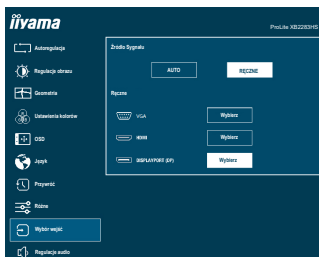 iiyama
ProLite XB2283HS
Autoregulacja
Regulacja obrazu
Geometria
Ustawienia kolorów
OSD
Język
Przywróć
Różne
Wybór wejść
Regulacja audio
Źródło Sygnału
AUTO
RĘCZNE
Ręczne
VGA
Wybierz
HDMI
Wybierz
DISPLAYPORT (DP)
Wybierz